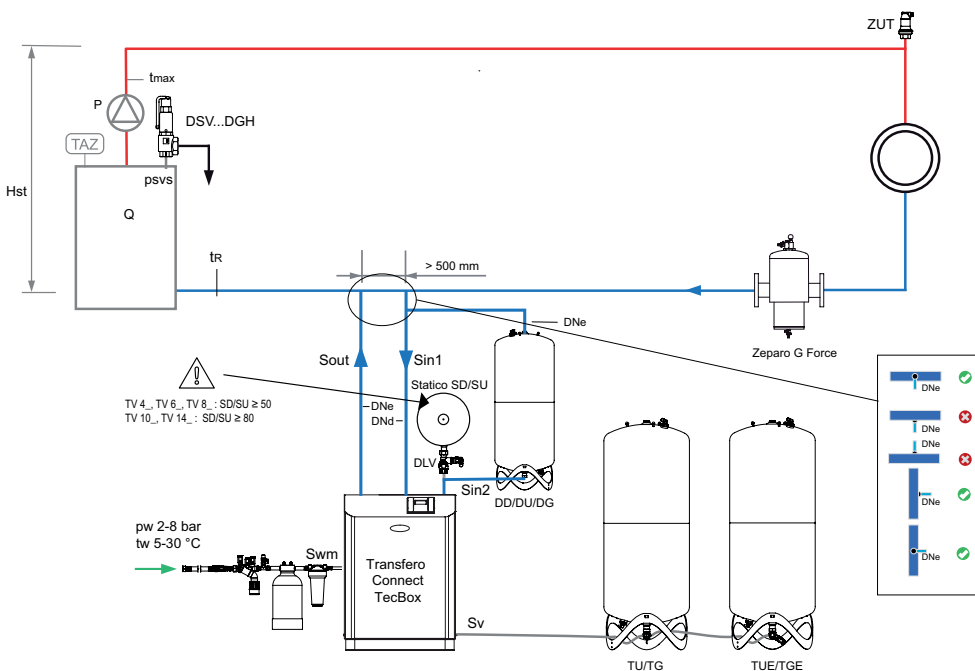 ZUT
tmax
P
DSV...DGH
TAZ
psvs
Hst
Q
tR
> 500 mm
DNe
Zeparo G Force
Sout
Sin1
Statico SD/SU
TV 4_, TV 6_, TV 8_ : SD/SU ≥ 50
TV 10_, TV 14_ : SD/SU ≥ 80
DNe
DNd
DLV
Sin2
DD/DU/DG
DNe
DNe
DNe
DNe
DNe
pw 2-8 bar
tw 5-30 °C
Swm
Transfero
Connect
TecBox
Sv
TU/TG
TUE/TGE